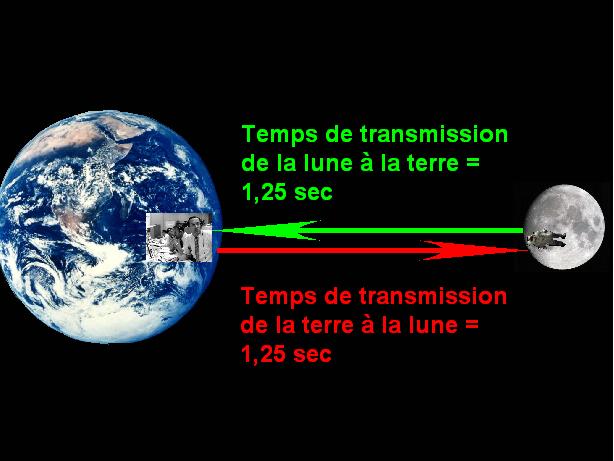 Temps de transmission
de la lune à la terre =
1,25 sec
Temps de transmission
de la terre à la lune =
1,25 sec